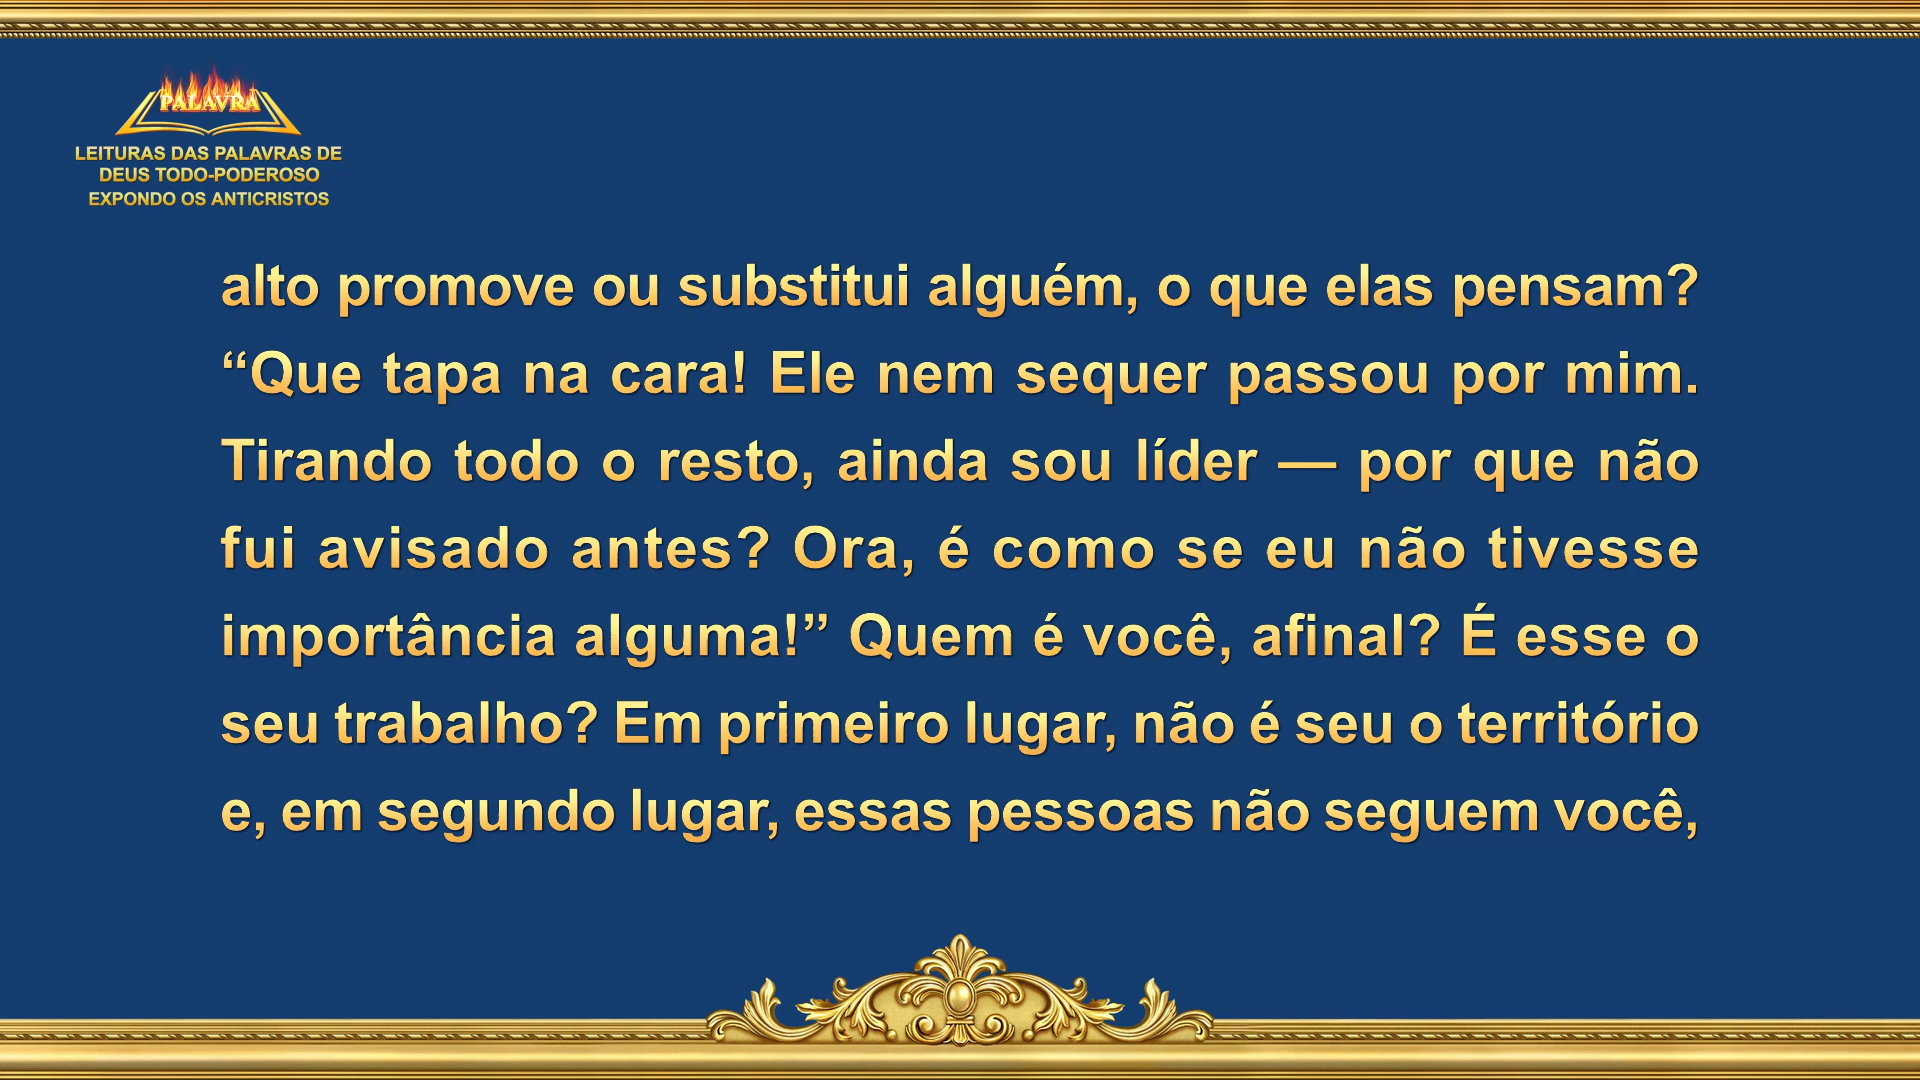 PALAVRA
LEITURAS DAS PALAVRAS DE
DEUS TODO-PODEROSO
EXPONDO OS ANTICRISTOS
alto promove ou substitui alguém, o que elas pensam?
“Que tapa na cara! Ele nem sequer passou por mim.
Tirando todo o resto, ainda sou líder — por que não
fui avisado antes? Ora, é como se eu não tivesse
importância alguma!” Quem é você, afinal? É esse o
seu trabalho? Em primeiro lugar, não é seu o território
e, em segundo lugar, essas pessoas não seguem você,